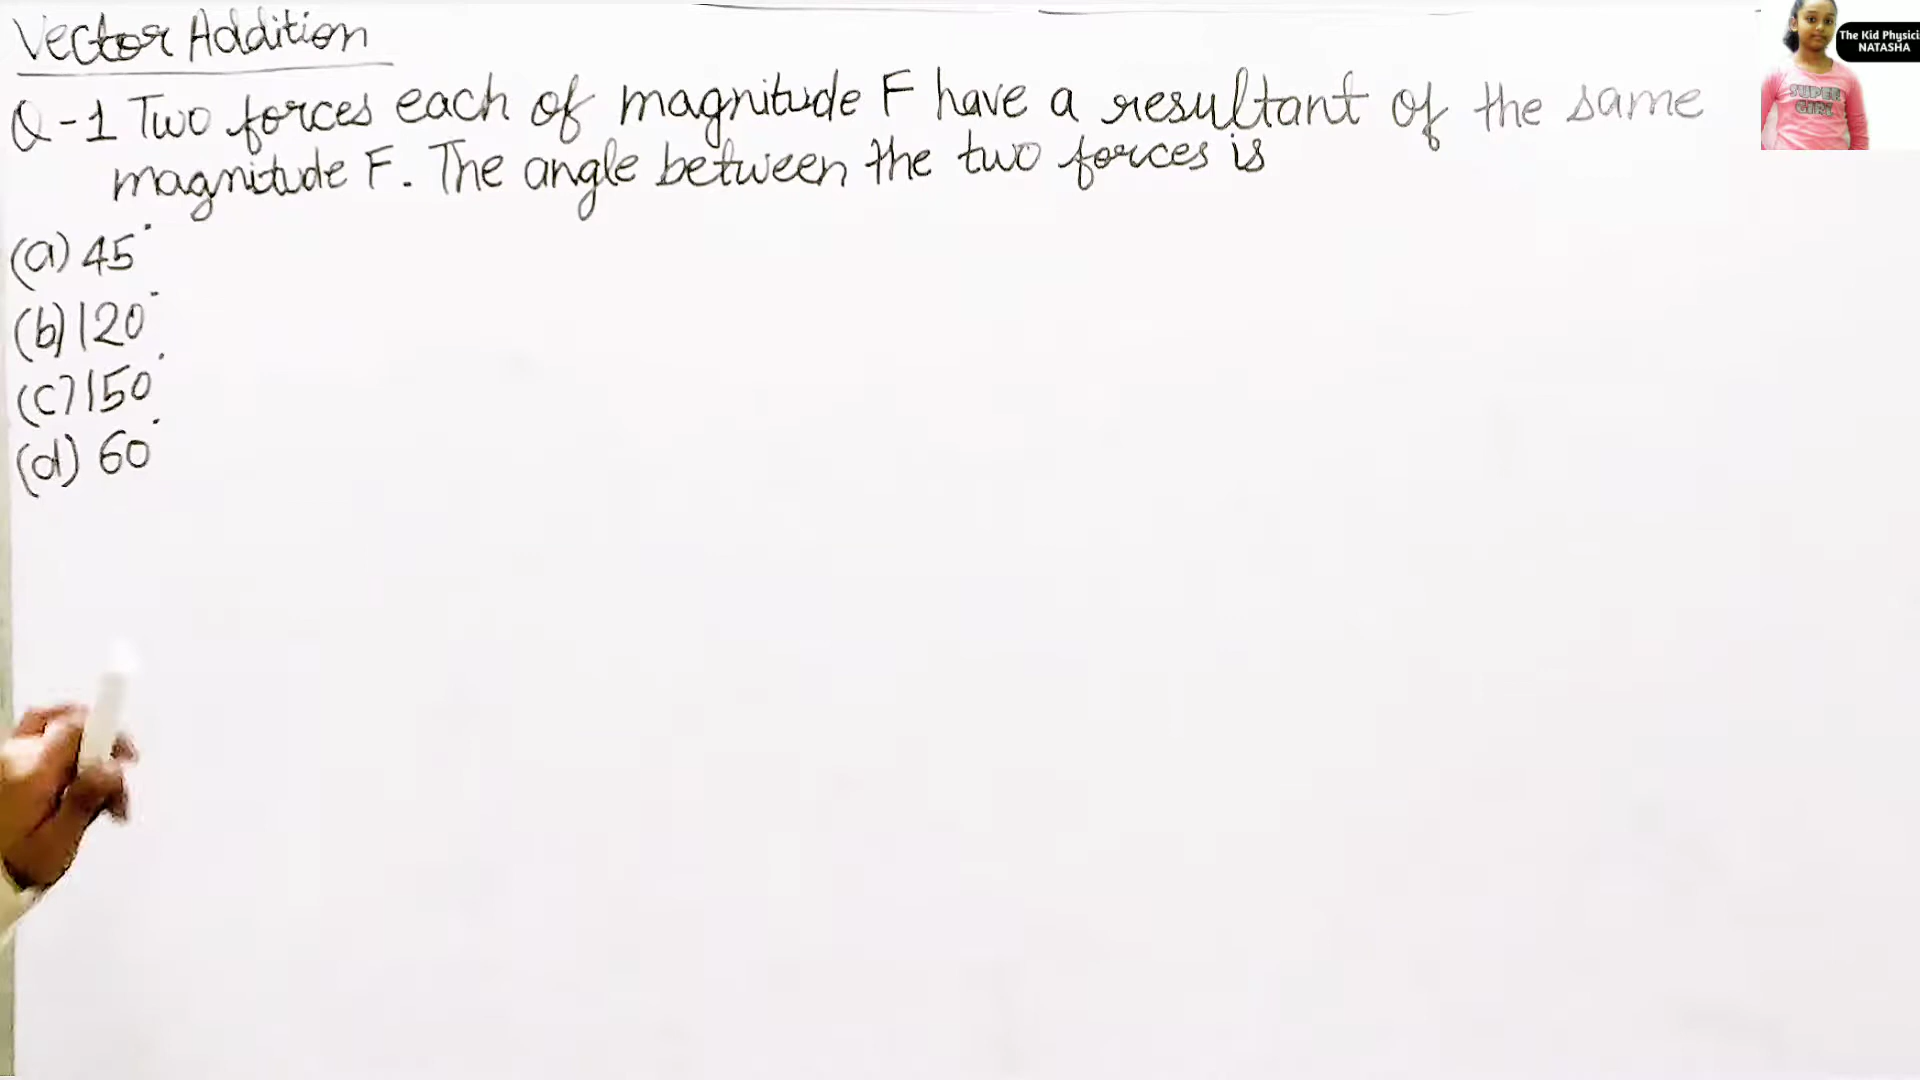 Vector Addition
Q-1 Two forces each of magnitude F have a resultant of the same
magnitude F. The angle between the two forces is
(a) 45°
(b) 120°
(c) 150°
(d) 60°
The Kid Physici
NATASHA
SUPER
GIRL